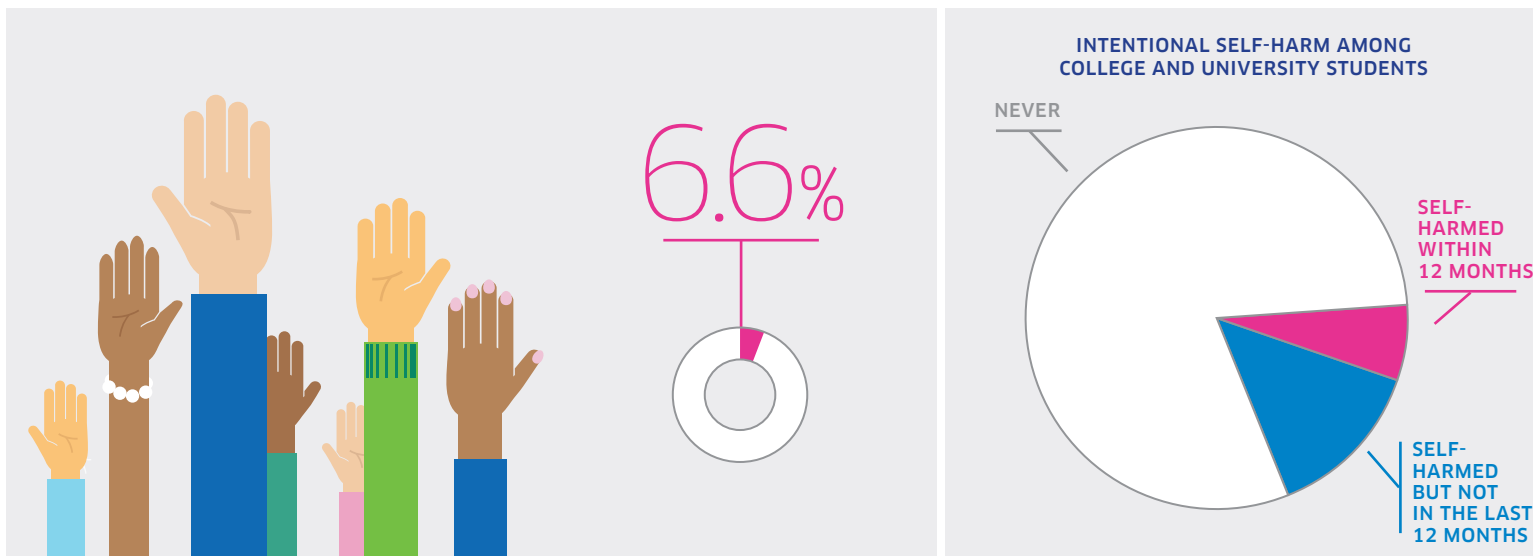 6.6%
INTENTIONAL SELF-HARM AMONG
COLLEGE AND UNIVERSITY STUDENTS
NEVER
SELF-
HARMED
WITHIN
12 MONTHS
SELF-
HARMED
BUT NOT
IN THE LAST
12 MONTHS